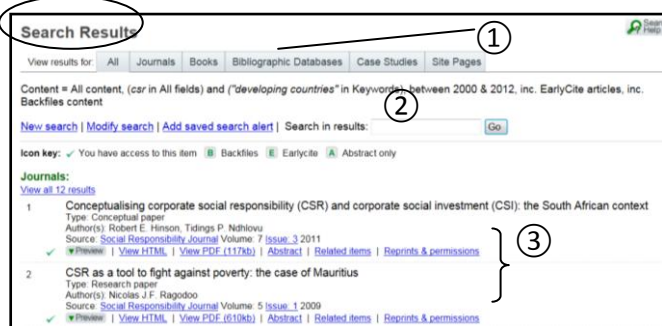 Search Results
①
Search Help
View results for: All Journals Books Bibliographic Databases Case Studies Site Pages
Content = All content, (csr in All fields) and ("developing countries" in Keywords), between 2000 & 2012, inc. EarlyCite articles, inc.
Backfiles content
②
New search | Modify search | Add saved search alert | Search in results: Go
Icon key: ✓ You have access to this item B Backfiles E Earlycite A Abstract only
Journals:
View all 12 results
1 Conceptualising corporate social responsibility (CSR) and corporate social investment (CSI): the South African context
Type: Conceptual paper
Author(s): Robert E. Hinson, Tidings P. Ndhlovu
Source: Social Responsibility Journal Volume: 7 Issue: 3 2011
✓ ▼Preview | View HTML | View PDF (117kb) | Abstract | Related items | Reprints & permissions
③
2 CSR as a tool to fight against poverty: the case of Mauritius
Type: Research paper
Author(s): Nicolas J.F. Ragodoo
Source: Social Responsibility Journal Volume: 5 Issue: 1 2009
✓ ▼Preview | View HTML | View PDF (610kb) | Abstract | Related items | Reprints & permissions